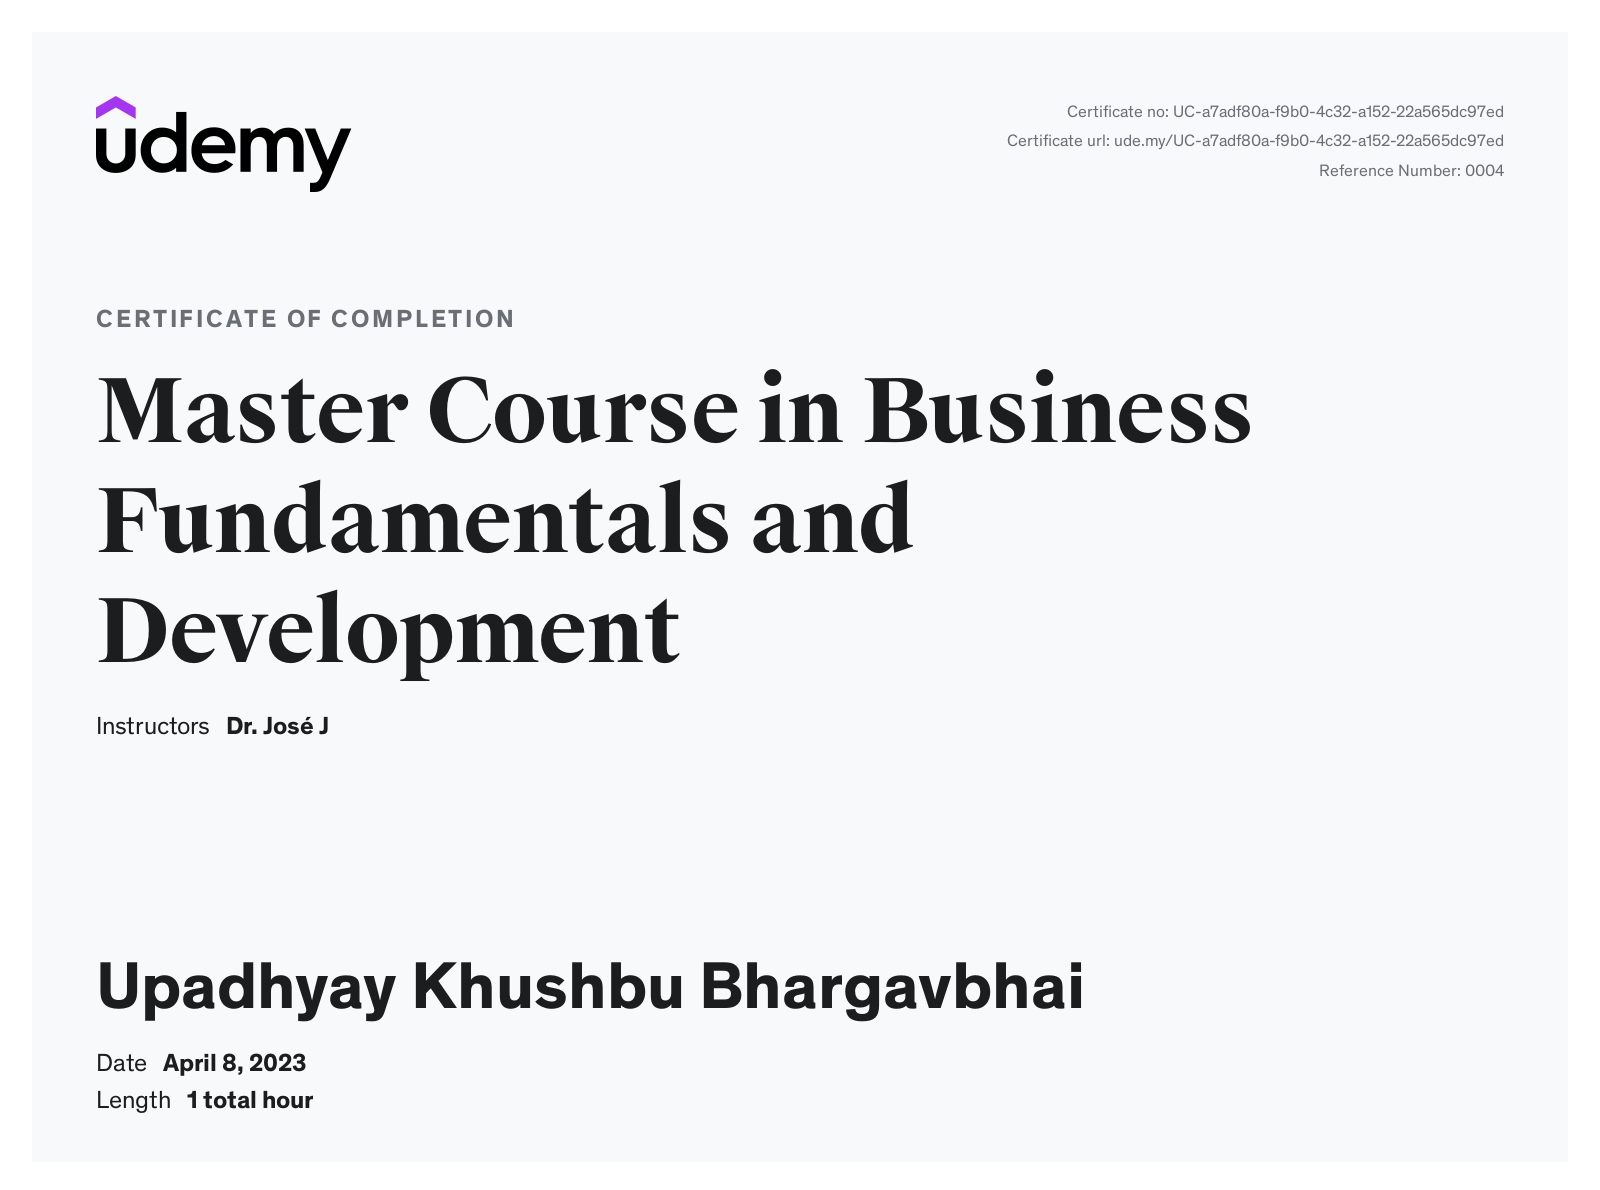 udemy
Certificate no: UC-a7adf80a-f9b0-4c32-a152-22a565dc97ed
Certificate url: ude.my/UC-a7adf80a-f9b0-4c32-a152-22a565dc97ed
Reference Number: 0004
CERTIFICATE OF COMPLETION
Master Course in Business
Fundamentals and
Development
Instructors Dr. José J
Upadhyay Khushbu Bhargavbhai
Date April 8, 2023
Length 1 total hour